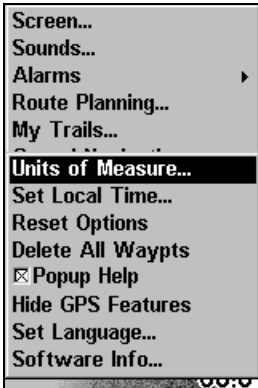 Screen...
Sounds...
Alarms
Route Planning...
My Trails...
Units of Measure...
Set Local Time...
Reset Options
Delete All Waypts
Popup Help
Hide GPS Features
Set Language...
Software Info...